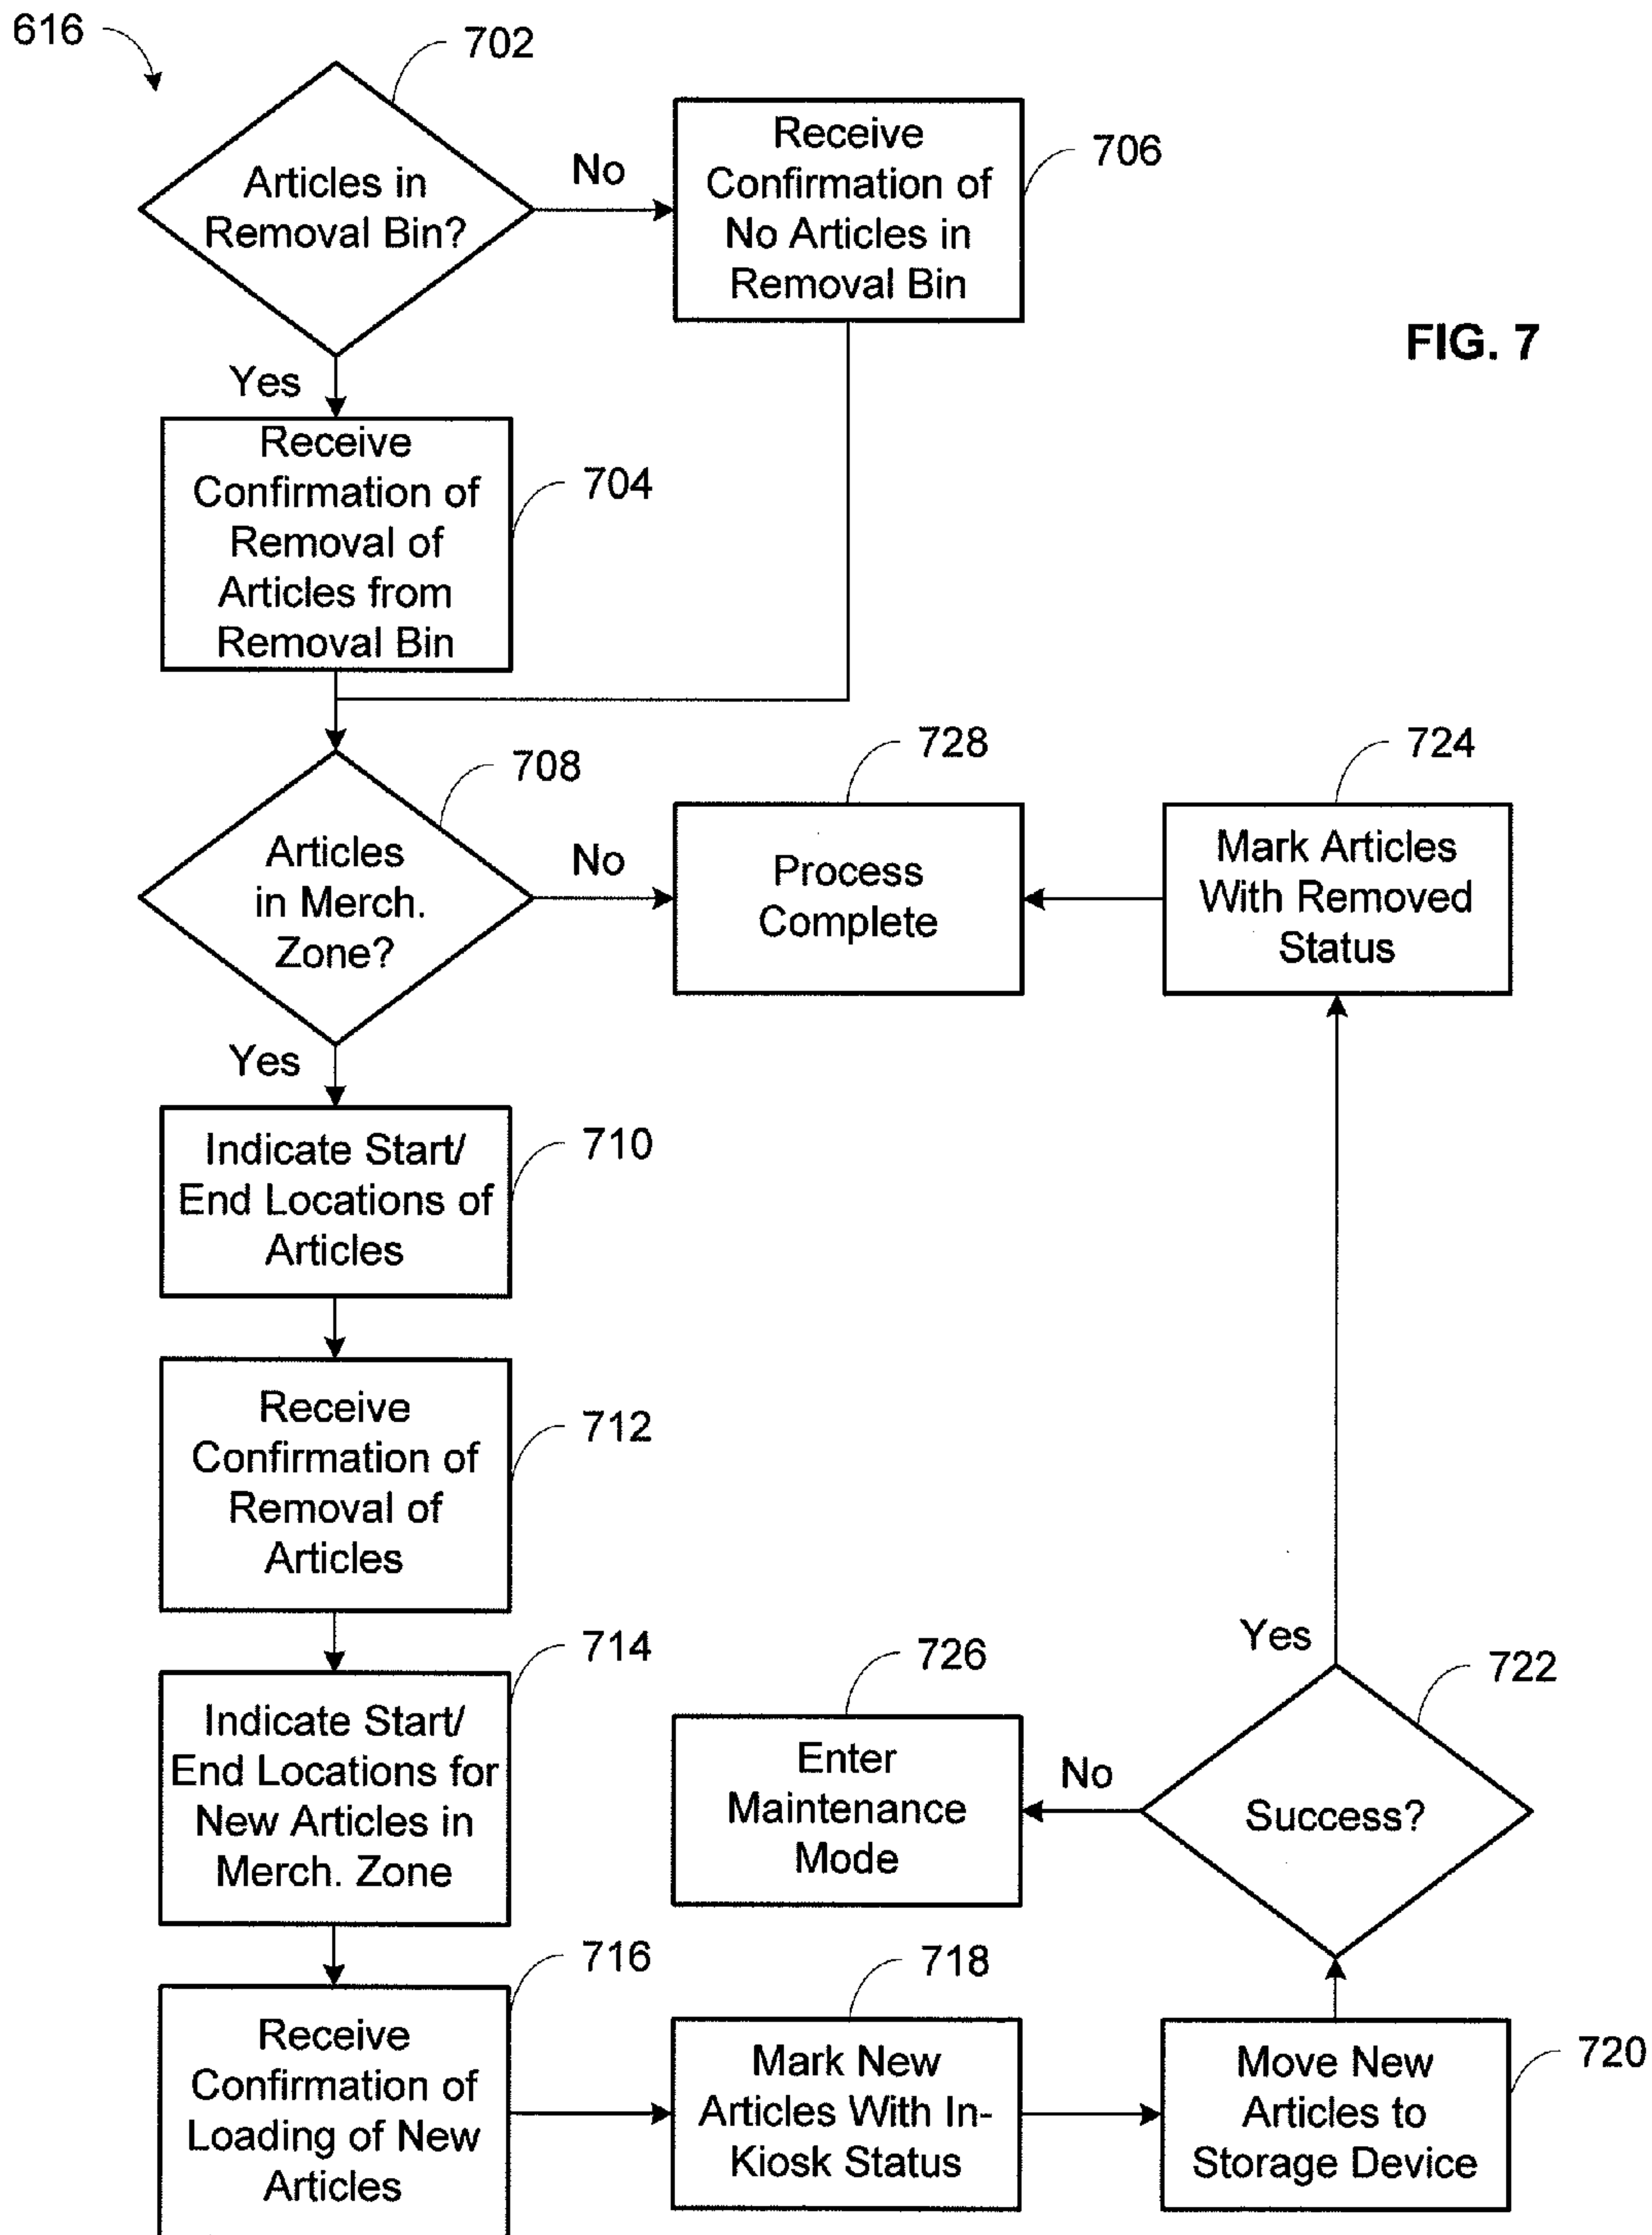 616
702
Articles in
Removal Bin?
No
Receive
Confirmation of
No Articles in
Removal Bin
706
FIG. 7
Yes
Receive
Confirmation of
Removal of
Articles from
Removal Bin
704
708
Articles
in Merch.
Zone?
No
728
Process
Complete
724
Mark Articles
With Removed
Status
Yes
Indicate Start/
End Locations of
Articles
710
Receive
Confirmation of
Removal of
Articles
712
714
Indicate Start/
End Locations for
New Articles in
Merch. Zone
726
Enter
Maintenance
Mode
No
Yes
722
Success?
716
Receive
Confirmation of
Loading of New
Articles
718
Mark New
Articles With In-
Kiosk Status
Move New
Articles to
Storage Device
720